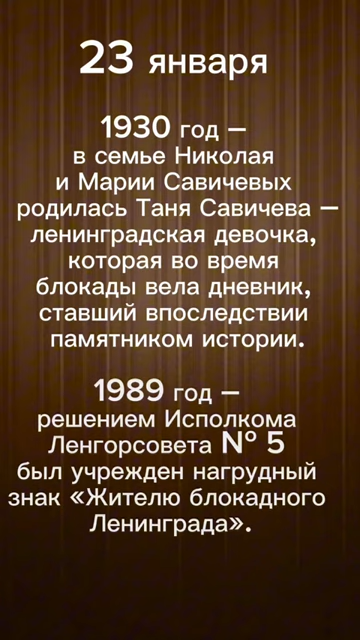 23 января
1930 год –
в семье Николая
и Марии Савичевых
родилась Таня Савичева –
ленинградская девочка,
которая во время
блокады вела дневник,
ставший впоследствии
памятником истории.
1989 год –
решением Исполкома
Ленгорсовета № 5
был учрежден нагрудный
знак «Жителю блокадного
Ленинграда».